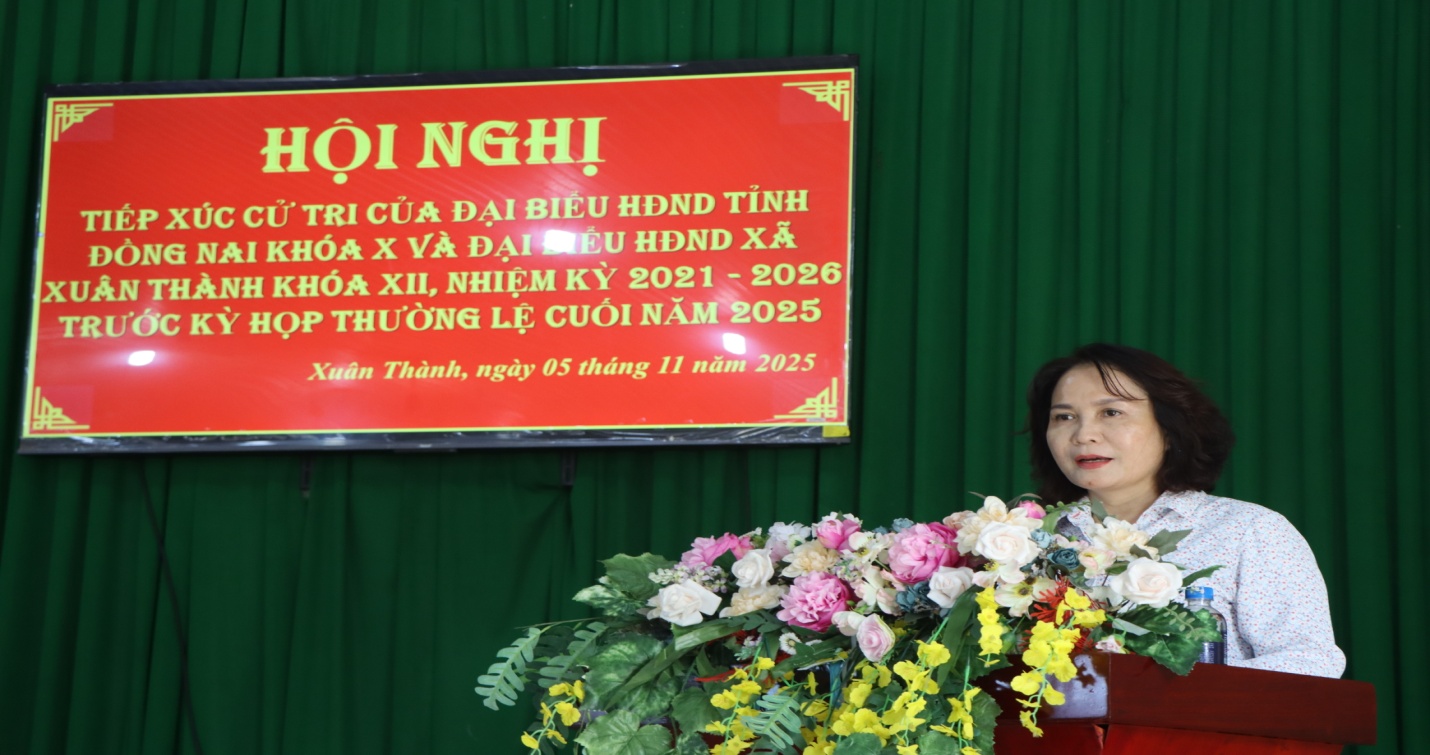 HỘI NGHỊ
TIẾP XÚC CỬ TRI CỦA ĐẠI BIỂU HĐND TỈNH
ĐỒNG NAI KHÓA X VÀ ĐẠI BIỂU HĐND XÃ
XUÂN THÀNH KHÓA XII, NHIỆM KỲ 2021 - 2026
TRƯỚC KỲ HỌP THƯỜNG LỆ CUỐI NĂM 2025
Xuân Thành, ngày 05 tháng 11 năm 2025